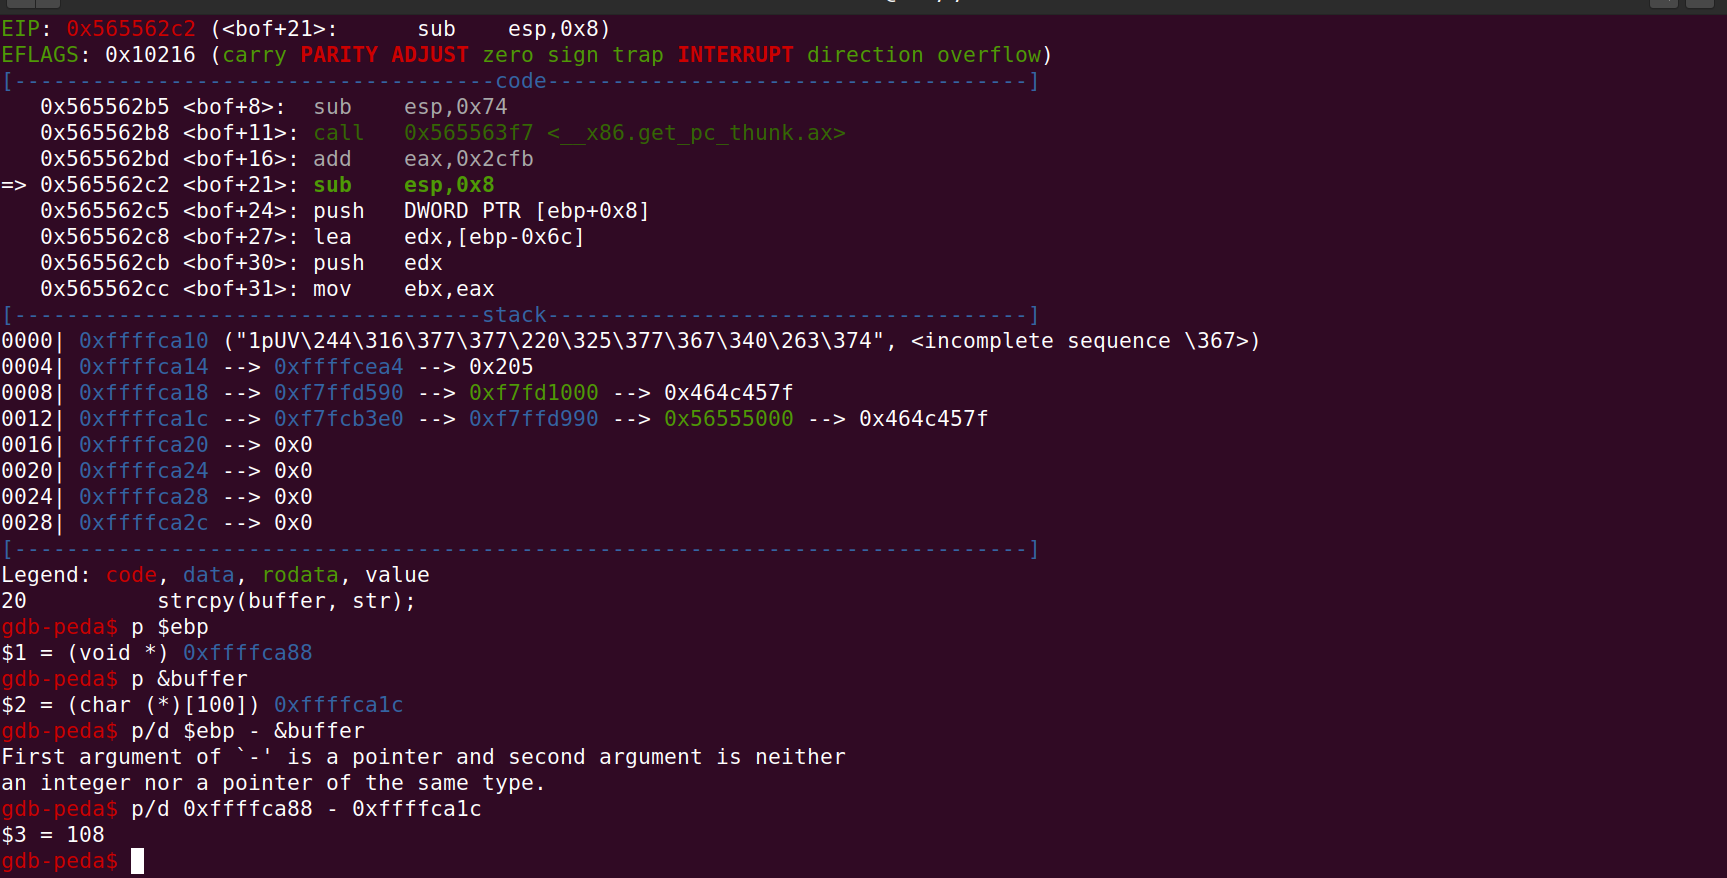 EIP: 0x565562c2 (<bof+21>:      sub    esp,0x8)
EFLAGS: 0x10216 (carry PARITY ADJUST zero sign trap INTERRUPT direction overflow)
[-------------------------------------code-------------------------------------]
   0x565562b5 <bof+8>:  sub    esp,0x74
   0x565562b8 <bof+11>: call   0x565563f7 <__x86.get_pc_thunk.ax>
   0x565562bd <bof+16>: add    eax,0x2cfb
=> 0x565562c2 <bof+21>: sub    esp,0x8
   0x565562c5 <bof+24>: push   DWORD PTR [ebp+0x8]
   0x565562c8 <bof+27>: lea    edx,[ebp-0x6c]
   0x565562cb <bof+30>: push   edx
   0x565562cc <bof+31>: mov    ebx,eax
[------------------------------------stack-------------------------------------]
0000| 0xffffca10 ("1pUV\244\316\377\377\220\325\377\367\340\263\374", <incomplete sequence \367>)
0004| 0xffffca14 --> 0xffffcea4 --> 0x205
0008| 0xffffca18 --> 0xf7ffd590 --> 0xf7fd1000 --> 0x464c457f
0012| 0xffffca1c --> 0xf7fcb3e0 --> 0xf7ffd990 --> 0x56555000 --> 0x464c457f
0016| 0xffffca20 --> 0x0
0020| 0xffffca24 --> 0x0
0024| 0xffffca28 --> 0x0
0028| 0xffffca2c --> 0x0
[------------------------------------------------------------------------------]
Legend: code, data, rodata, value
20          strcpy(buffer, str);
gdb-peda$ p $ebp
$1 = (void *) 0xffffca88
gdb-peda$ p &buffer
$2 = (char (*)[100]) 0xffffca1c
gdb-peda$ p/d $ebp - &buffer
First argument of `-' is a pointer and second argument is neither
an integer nor a pointer of the same type.
gdb-peda$ p/d 0xffffca88 - 0xffffca1c
$3 = 108
gdb-peda$